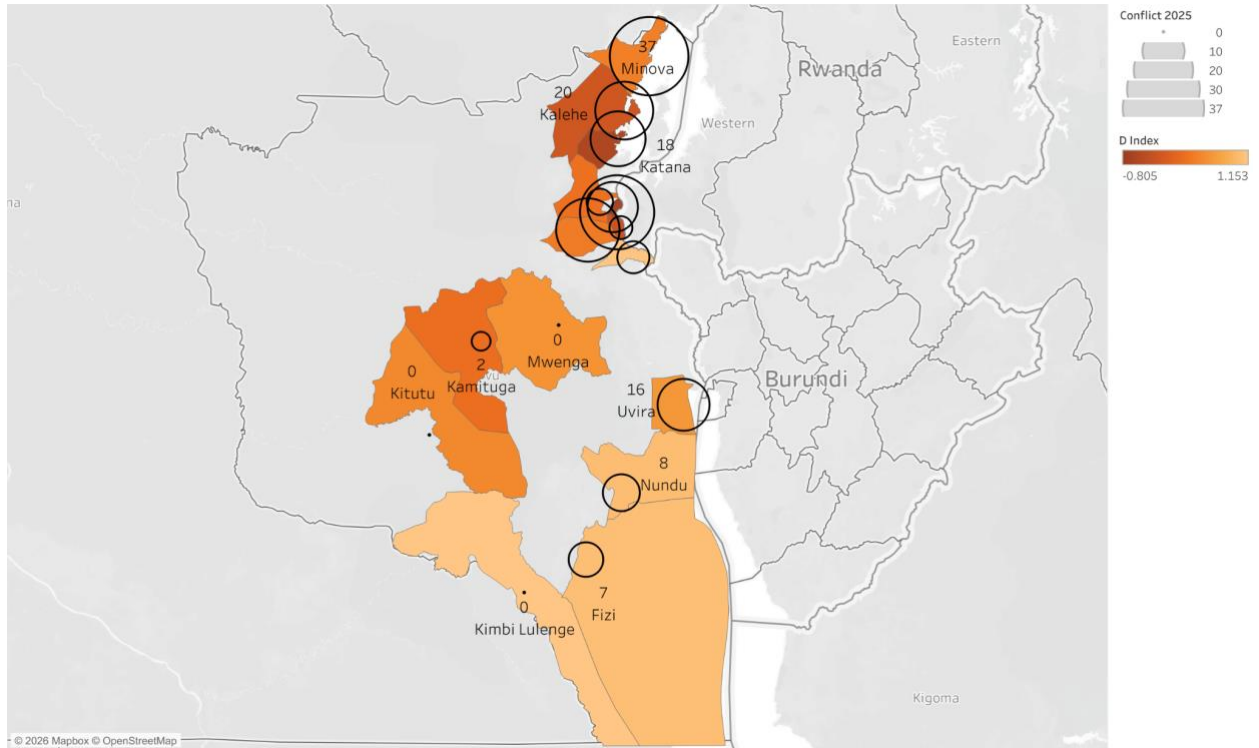 Conflict 2025
0
10
20
30
37
D Index
-0.805
1.153
Eastern
Rwanda
Western
37
Minova
20
Kalehe
18
Katana
0
Mwenga
2
Kamituga
vu
0
Kitutu
16
Uvira
Burundi
8
Nundu
7
Fizi
0
Kimbi Lulenge
Kigoma
na
© 2026 Mapbox © OpenStreetMap